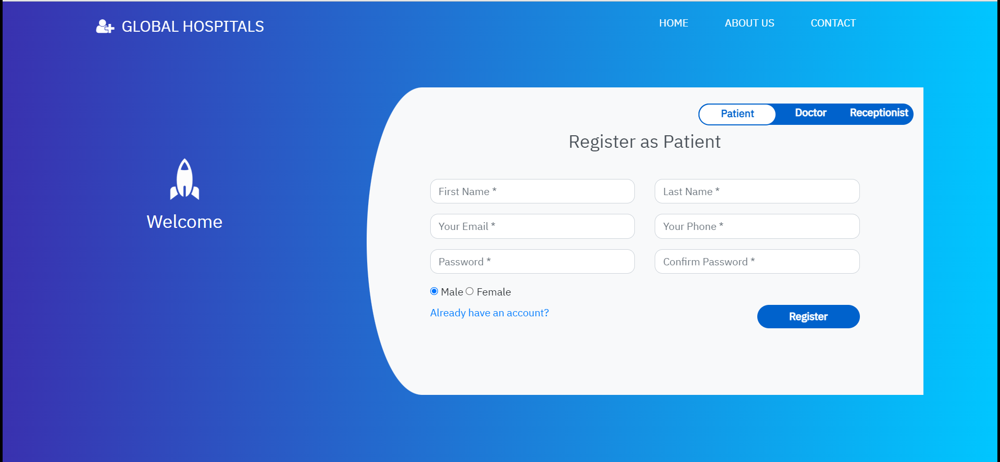 GLOBAL HOSPITALS
HOME ABOUT US CONTACT
Patient Doctor Receptionist
Register as Patient
Welcome
First Name * Last Name *
Your Email * Your Phone *
Password * Confirm Password *
Male Female
Already have an account?
Register